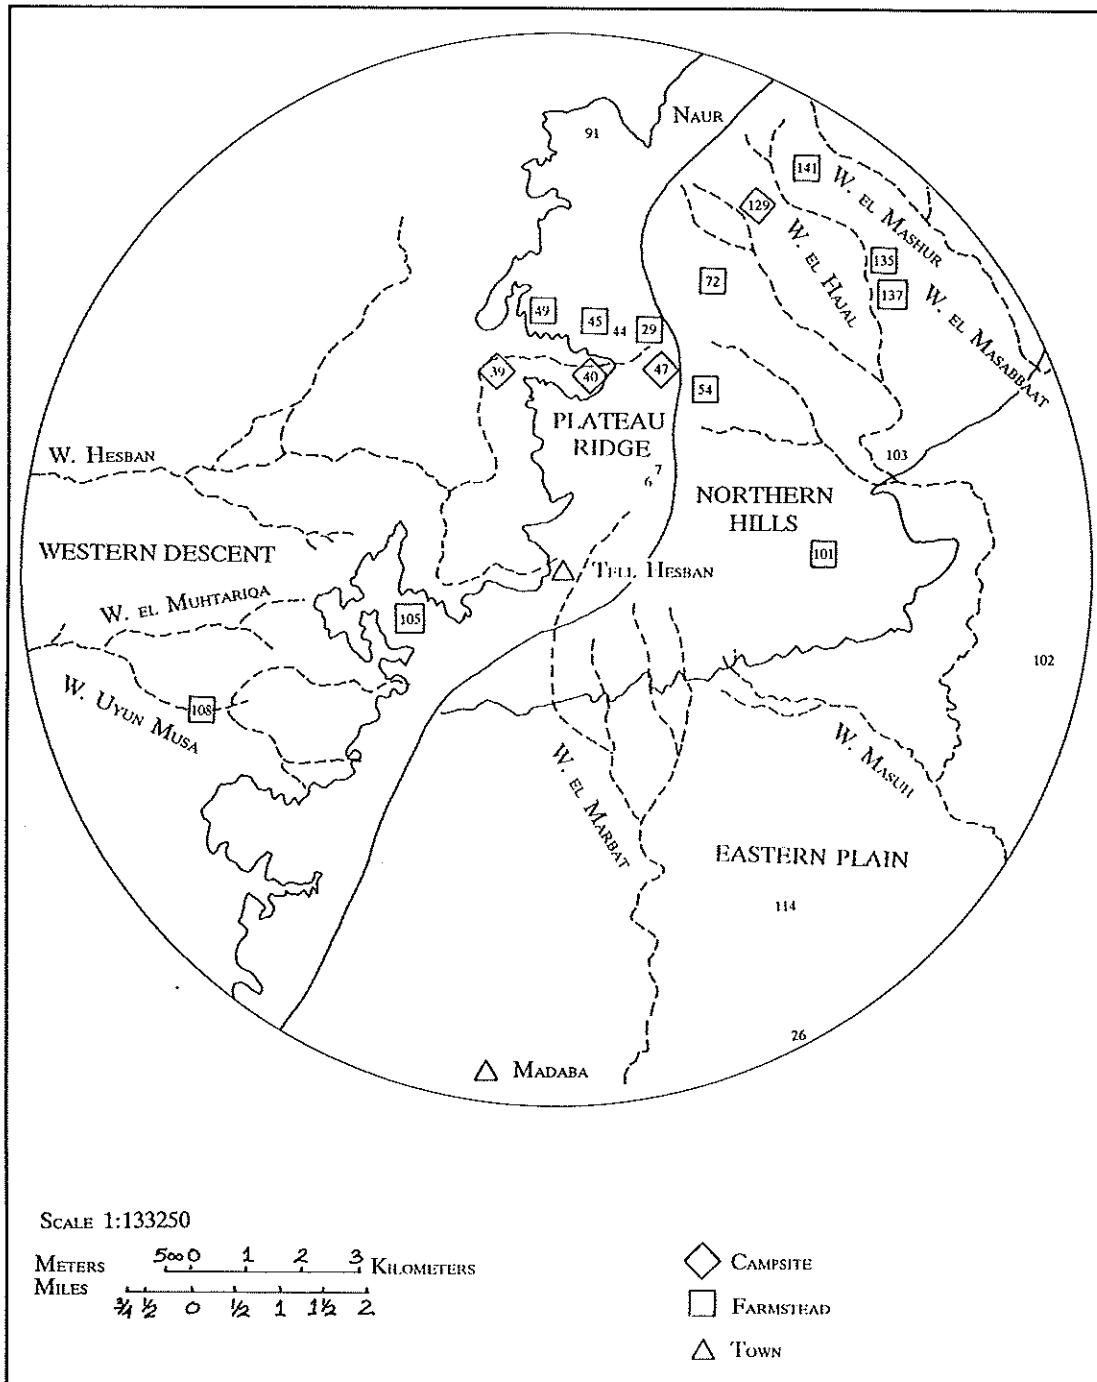 NAUR
91
141
W. EL MASHUR
129
W. EL HAJAL
135
72
137
W. EL MASABBAAT
49
45
44
29
39
40
47
54
PLATEAU
RIDGE
W. HESBAN
7
6
103
NORTHERN
HILLS
WESTERN DESCENT
101
TELL HESBAN
W. EL MUHTARIQA
105
102
W. UYUN MUSA
108
W. EL MARBAT
W. MASUH
EASTERN PLAIN
114
26
MADABA
SCALE 1:133250
METERS 500 0 1 2 3 KILOMETERS
MILES
3/4 1/2 0 1/2 1 1 1/2 2
CAMPSITE
FARMSTEAD
TOWN